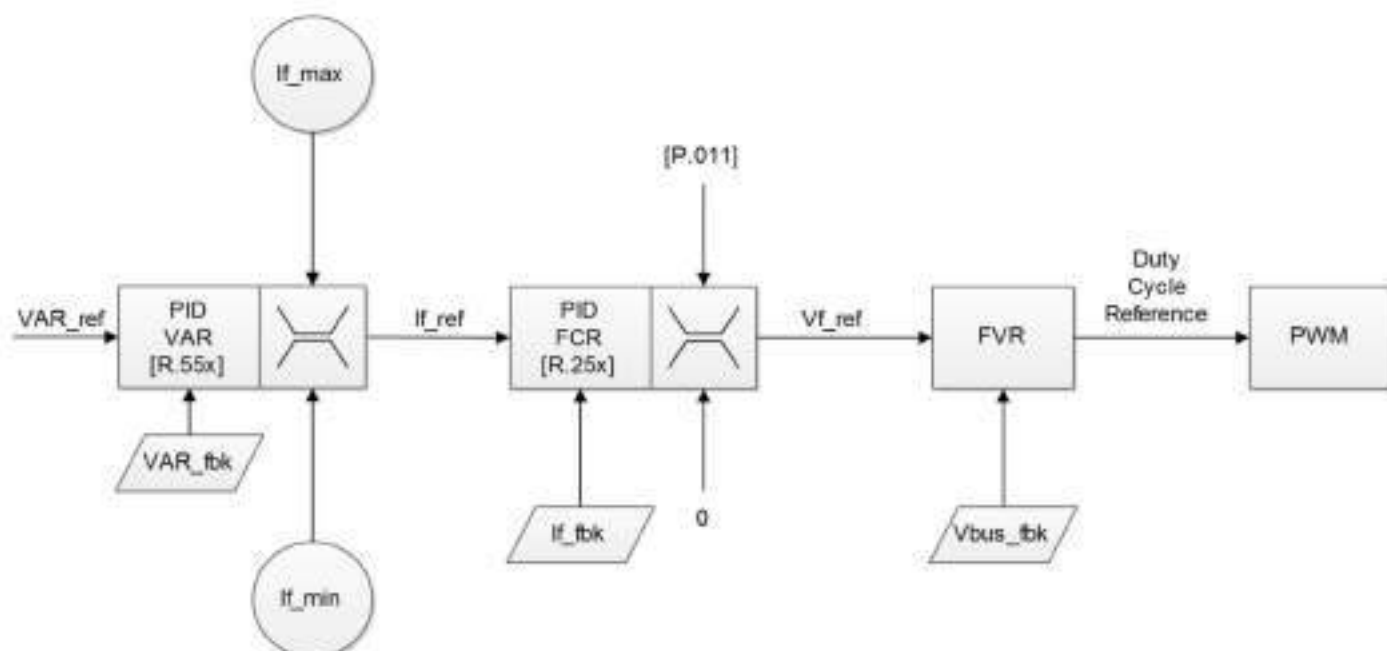 If_max
[P.011]
VAR_ref
PID
VAR
[R.55x]
If_ref
PID
FCR
[R.25x]
Vf_ref
FVR
Duty
Cycle
Reference
PWM
VAR_fbk
If_fbk
0
Vbus_fbk
If_min